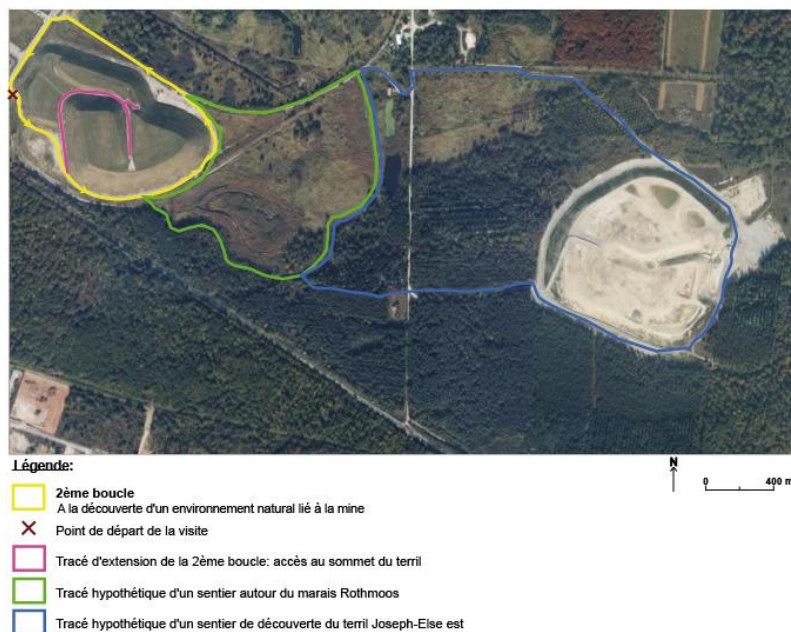 Légende:
N
0 400 m
2ème boucle
A la découverte d'un environnement natural lié à la mine
Point de départ de la visite
Tracé d'extension de la 2ème boucle: accès au sommet du terril
Tracé hypothétique d'un sentier autour du marais Rothmoos
Tracé hypothétique d'un sentier de découverte du terril Joseph-Else est